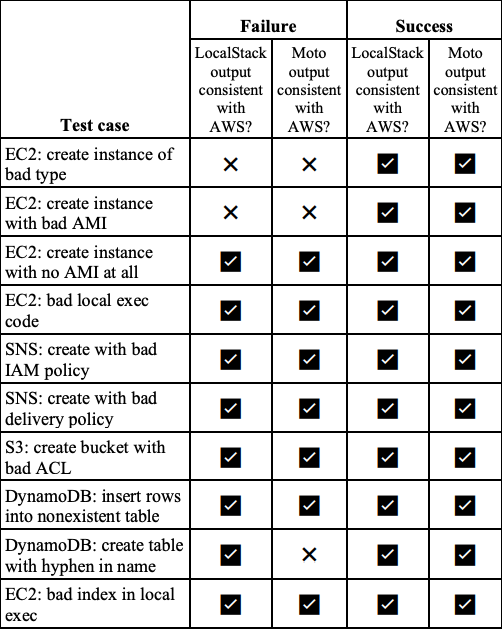 Failure Success
Test case
LocalStack output consistent with AWS?
Moto output consistent with AWS?
LocalStack output consistent with AWS?
Moto output consistent with AWS?
EC2: create instance of
bad type
✕ ✕ ✓ ✓
EC2: create instance
with bad AMI
✕ ✕ ✓ ✓
EC2: create instance
with no AMI at all
✓ ✓ ✓ ✓
EC2: bad local exec
code
✓ ✓ ✓ ✓
SNS: create with bad
IAM policy
✓ ✓ ✓ ✓
SNS: create with bad
delivery policy
✓ ✓ ✓ ✓
S3: create bucket with
bad ACL
✓ ✓ ✓ ✓
DynamoDB: insert rows
into nonexistent table
✓ ✓ ✓ ✓
DynamoDB: create table
with hyphen in name
✓ ✕ ✓ ✓
EC2: bad index in local
exec
✓ ✓ ✓ ✓